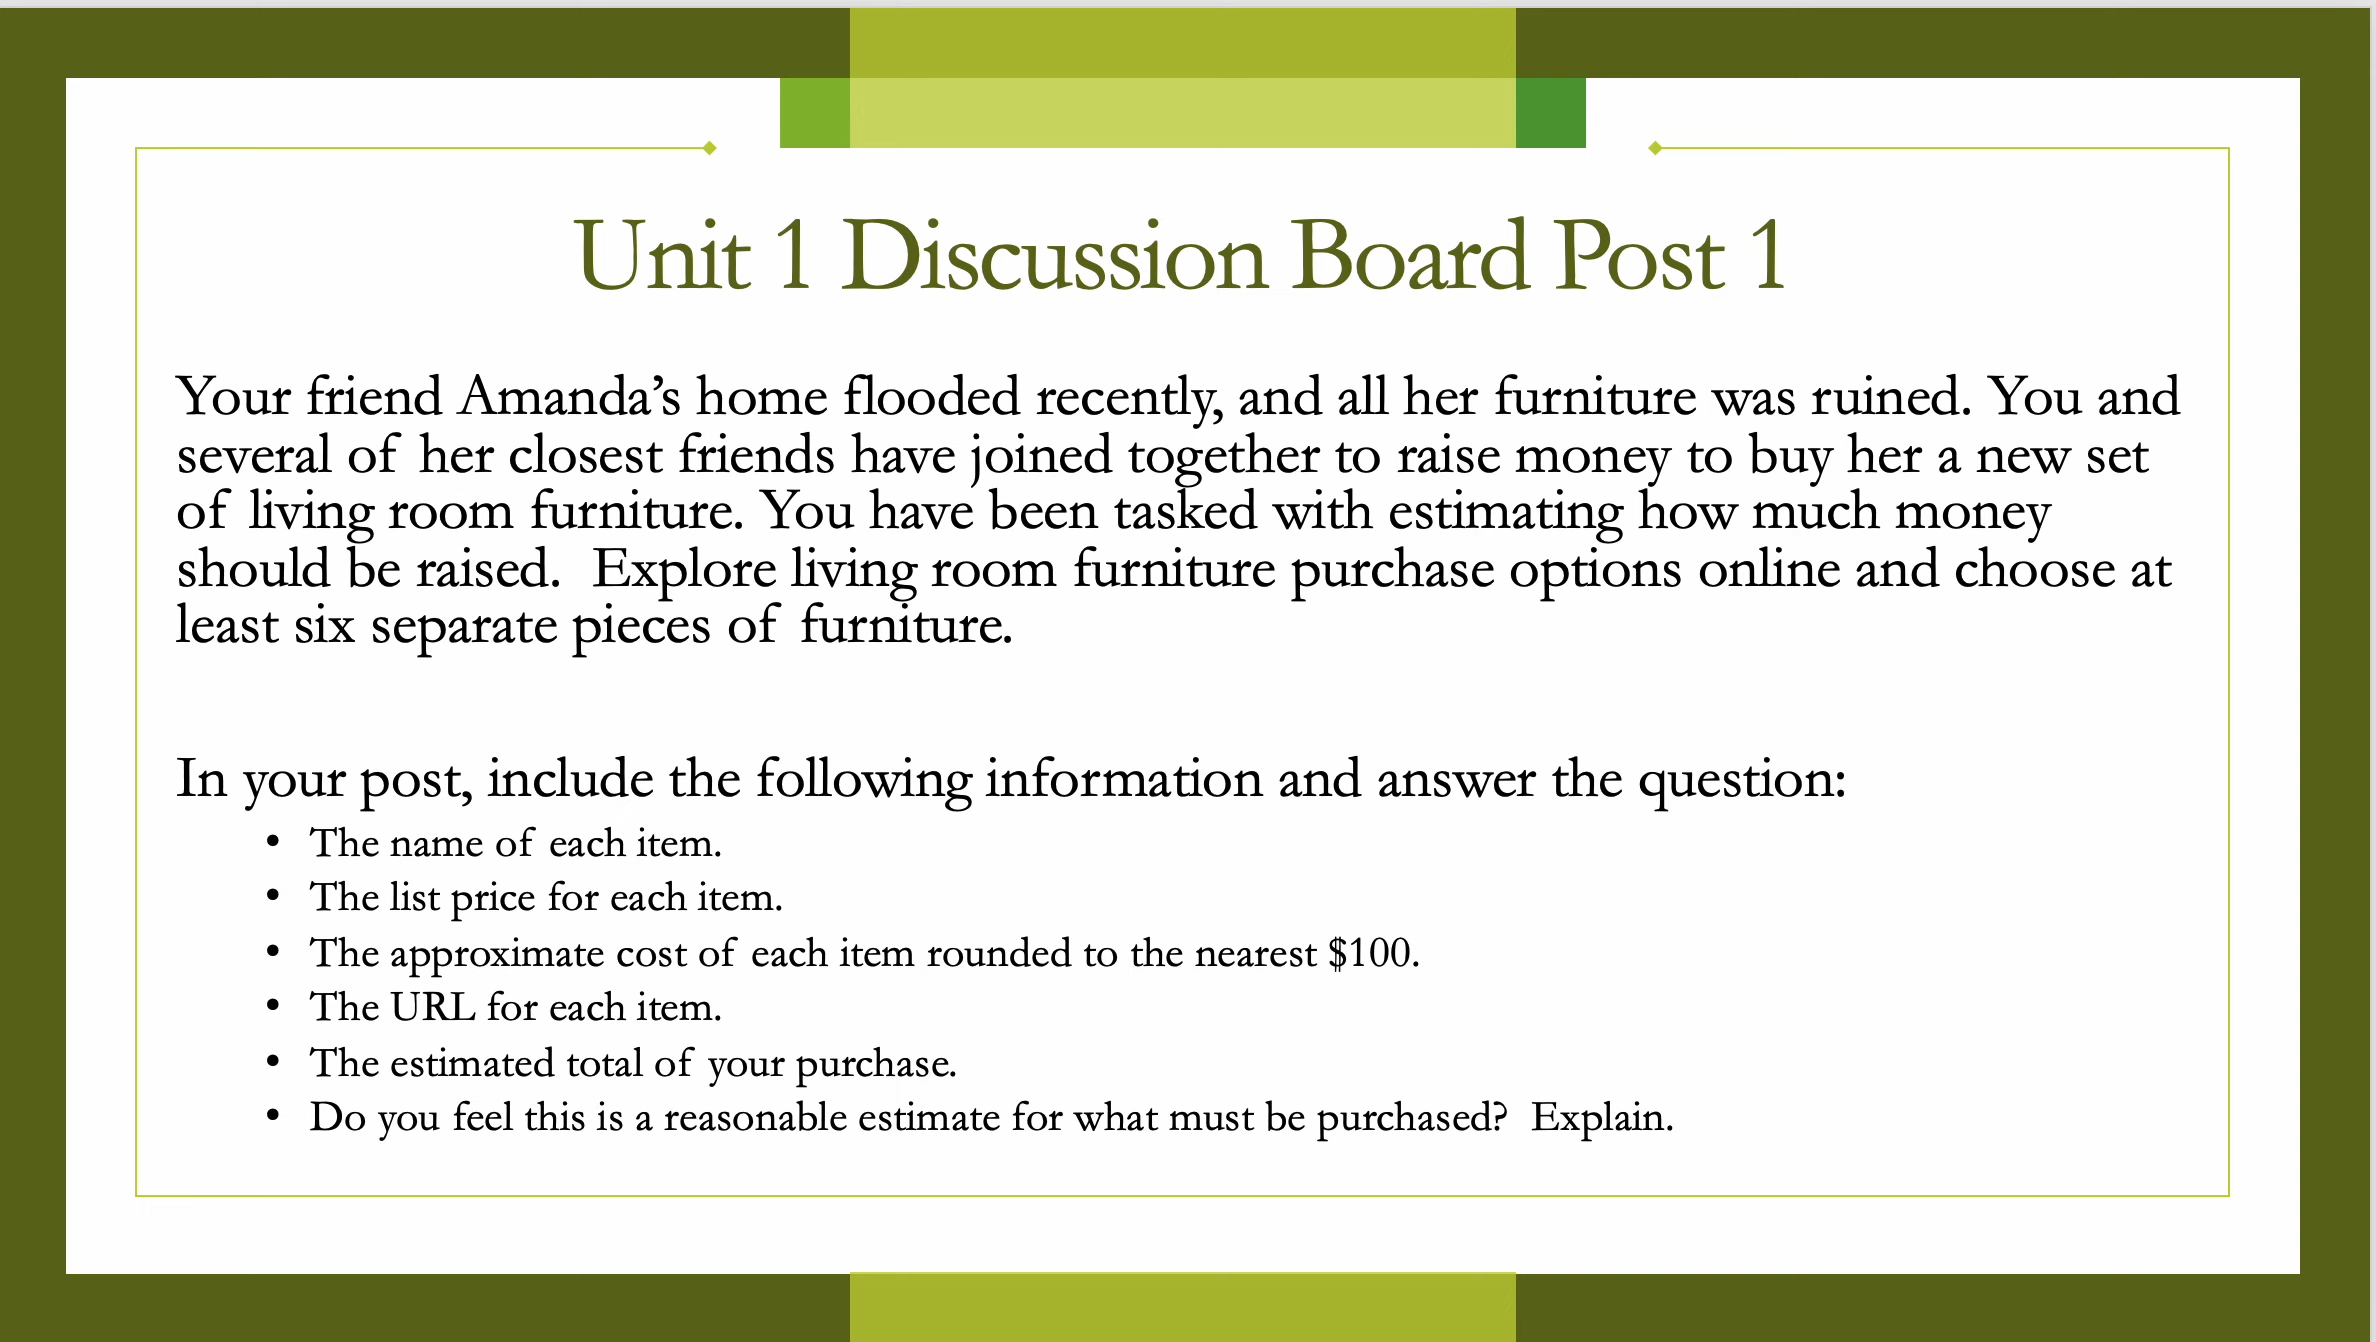 Unit 1 Discussion Board Post 1
Your friend Amanda’s home flooded recently, and all her furniture was ruined. You and
several of her closest friends have joined together to raise money to buy her a new set
of living room furniture. You have been tasked with estimating how much money
should be raised.  Explore living room furniture purchase options online and choose at
least six separate pieces of furniture.
In your post, include the following information and answer the question:
• The name of each item.
• The list price for each item.
• The approximate cost of each item rounded to the nearest $100.
• The URL for each item.
• The estimated total of your purchase.
• Do you feel this is a reasonable estimate for what must be purchased?  Explain.